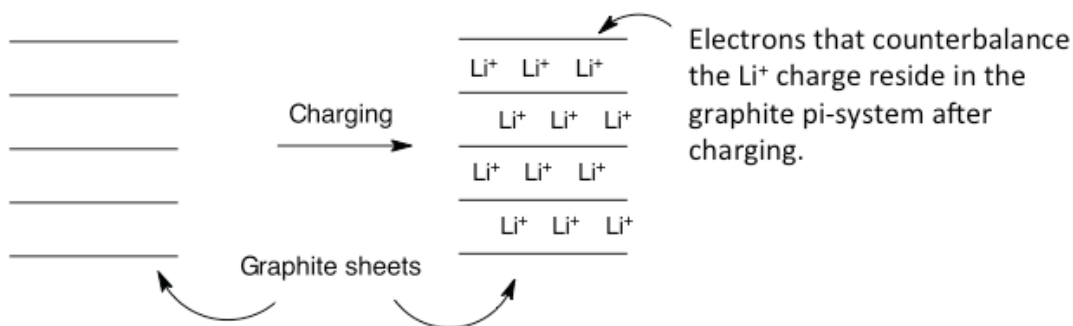 Electrons that counterbalance
the Li⁺ charge reside in the
graphite pi-system after
charging.
Li⁺ Li⁺ Li⁺
Charging
Li⁺ Li⁺ Li⁺
Li⁺ Li⁺ Li⁺
Li⁺ Li⁺ Li⁺
Graphite sheets